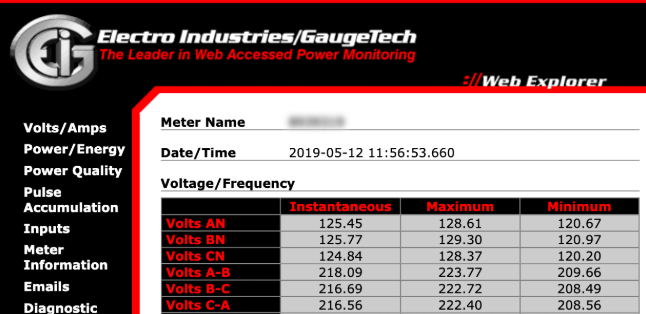 EIG
Electro Industries/GaugeTech
The Leader in Web Accessed Power Monitoring
://Web Explorer
Volts/Amps
Power/Energy
Power Quality
Pulse
Accumulation
Inputs
Meter
Information
Emails
Diagnostic
Meter Name
Date/Time 2019-05-12 11:56:53.660
Voltage/Frequency
Instantaneous Maximum Minimum
Volts AN 125.45 128.61 120.67
Volts BN 125.77 129.30 120.97
Volts CN 124.84 128.37 120.20
Volts A-B 218.09 223.77 209.66
Volts B-C 216.69 222.72 208.49
Volts C-A 216.56 222.40 208.56